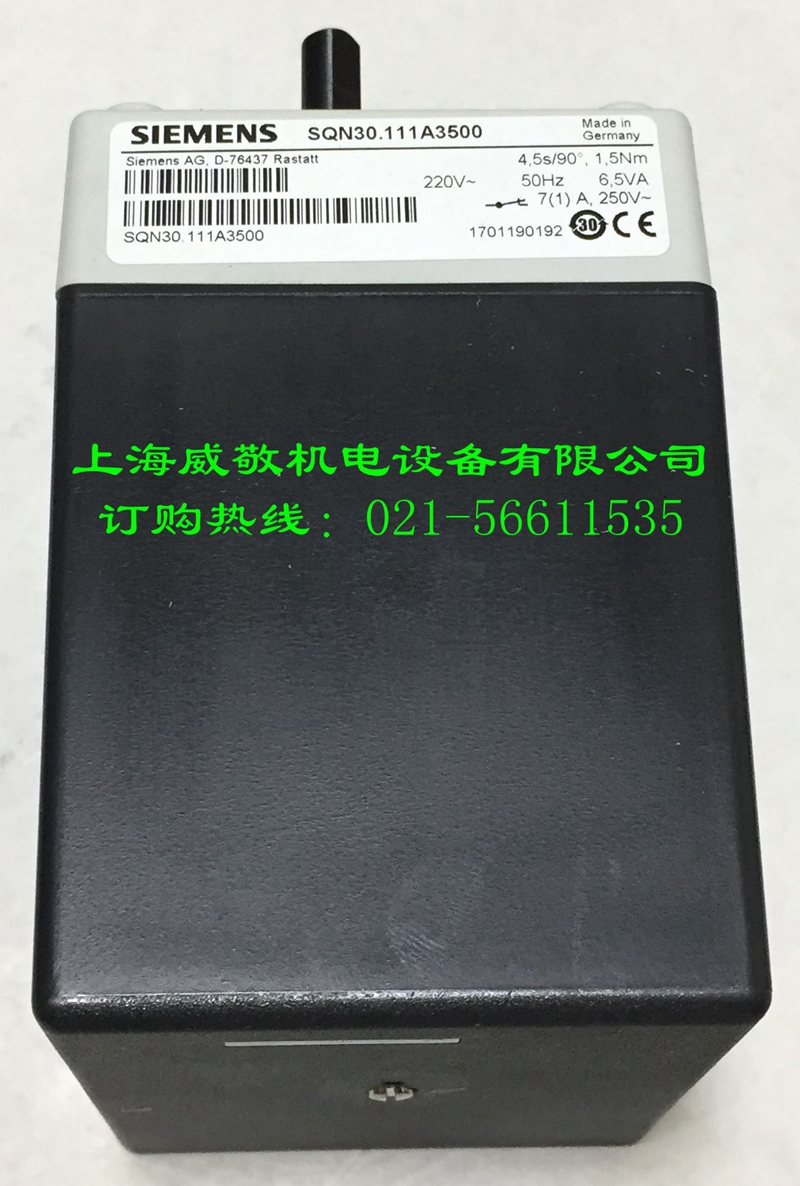 SIEMENS SQN30.111A3500 Made in
Germany
Siemens AG, D-76437 Rastatt 4,5s/90°, 1,5Nm
220V~ 50Hz 6,5VA
7(1) A, 250V~
SQN30.111A3500 1701190192 30 CE
上海威敬机电设备有限公司
订购热线：021-56611535